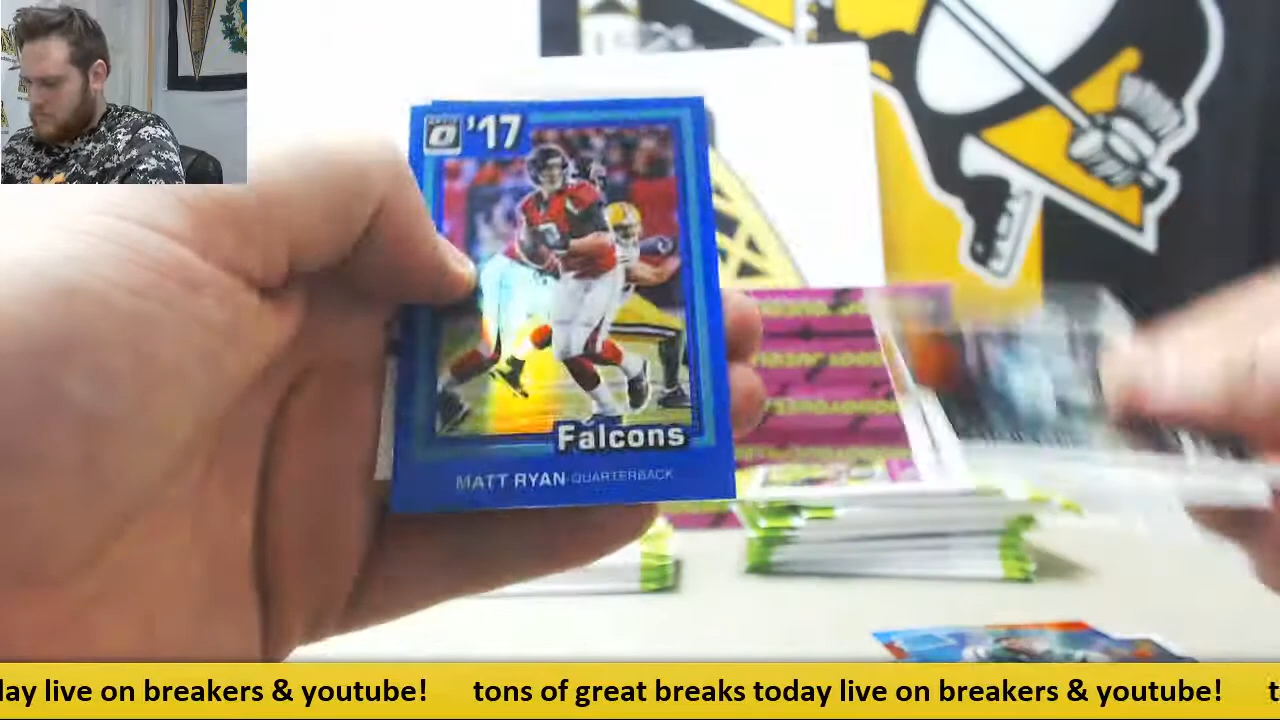 '17
Falcons
MATT RYAN QUARTERBACK
lay live on breakers & youtube! tons of great breaks today live on breakers & youtube! t